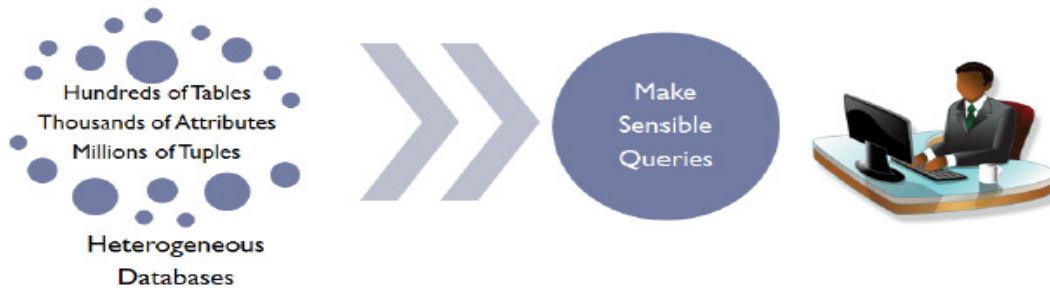 Hundreds of Tables
Thousands of Attributes
Millions of Tuples
Heterogeneous
Databases
Make
Sensible
Queries